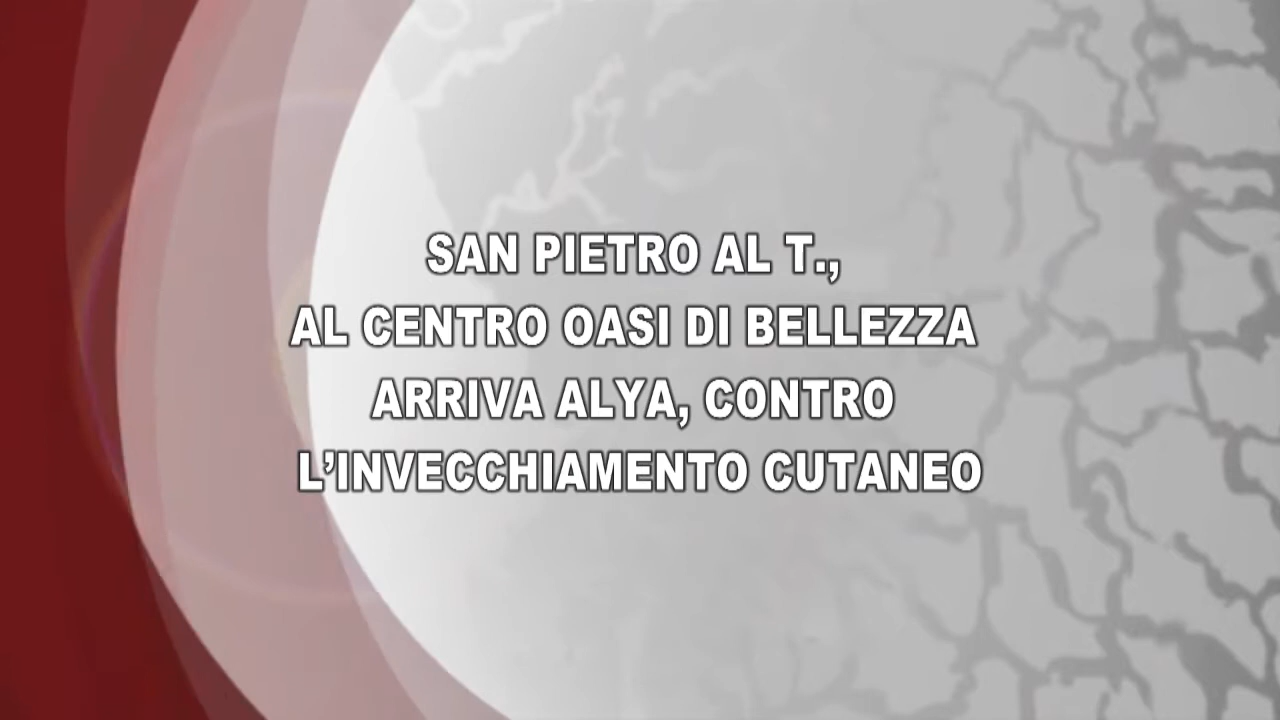 SAN PIETRO AL T.,
AL CENTRO OASI DI BELLEZZA
ARRIVA ALYA, CONTRO
L’INVECCHIAMENTO CUTANEO